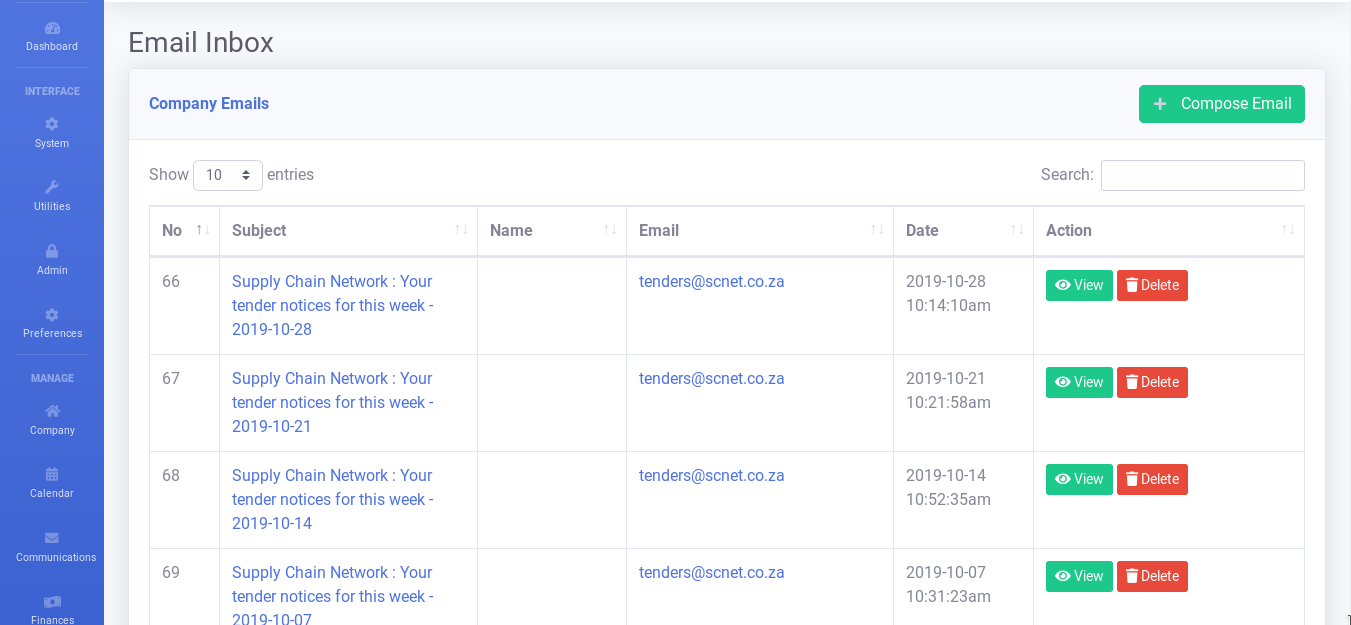 Dashboard
INTERFACE
System
Utilities
Admin
Preferences
MANAGE
Company
Calendar
Communications
Finances
Email Inbox
Company Emails
Compose Email
Show 10 entries
Search:
No Subject Name Email Date Action
66 Supply Chain Network : Your tenders@scnet.co.za 2019-10-28 View Delete
tender notices for this week - 10:14:10am
2019-10-28
67 Supply Chain Network : Your tenders@scnet.co.za 2019-10-21 View Delete
tender notices for this week - 10:21:58am
2019-10-21
68 Supply Chain Network : Your tenders@scnet.co.za 2019-10-14 View Delete
tender notices for this week - 10:52:35am
2019-10-14
69 Supply Chain Network : Your tenders@scnet.co.za 2019-10-07 View Delete
tender notices for this week - 10:31:23am
2019-10-07